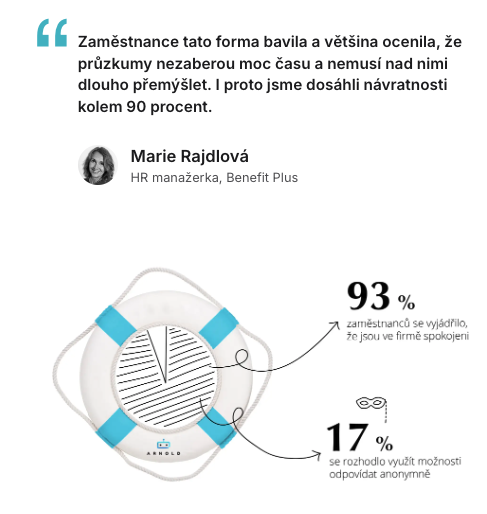 Zaměstnance tato forma bavila a většina ocenila, že
průzkumy nezaberou moc času a nemusí nad nimi
dlouho přemýšlet. I proto jsme dosáhli návratnosti
kolem 90 procent.
Marie Rajdlová
HR manažerka, Benefit Plus
93 %
zaměstnanců se vyjádřilo,
že jsou ve firmě spokojeni
ARNOLD
17 %
se rozhodlo využít možnosti
odpovídat anonymně